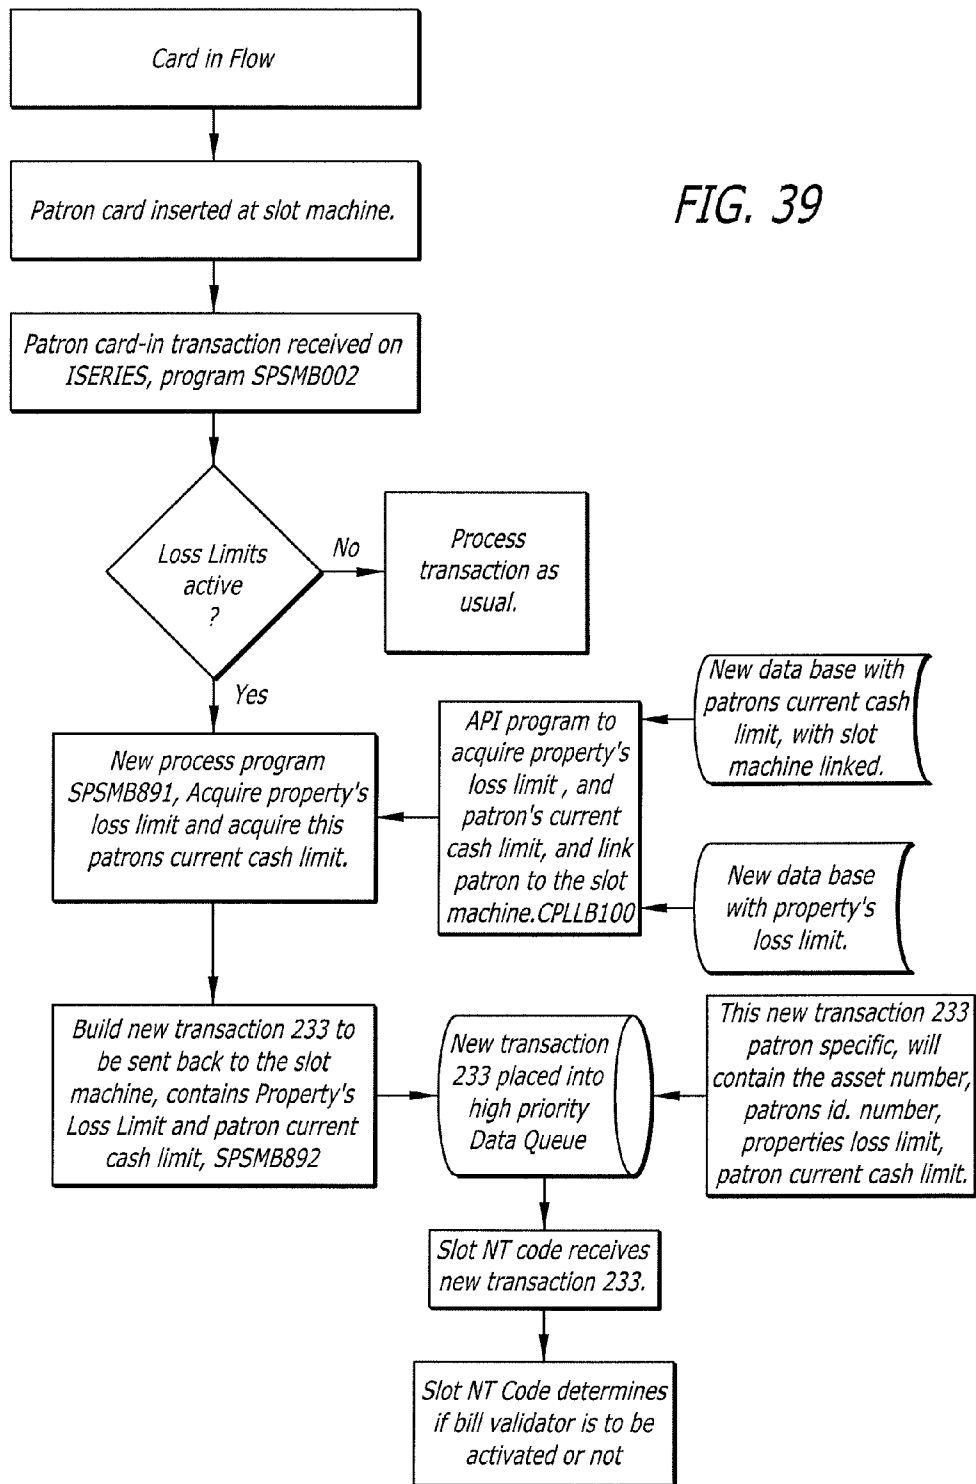 Card in Flow
FIG. 39
Patron card inserted at slot machine.
Patron card-in transaction received on
ISERIES, program SPSMB002
Loss Limits
active
?
No
Process
transaction as
usual.
Yes
New process program
SPSMB891, Acquire property's
loss limit and acquire this
patrons current cash limit.
API program to
acquire property's
loss limit , and
patron's current
cash limit, and link
patron to the slot
machine.CPLLB100
New data base with
patrons current cash
limit, with slot
machine linked.
New data base
with property's
loss limit.
Build new transaction 233 to
be sent back to the slot
machine, contains Property's
Loss Limit and patron current
cash limit, SPSMB892
New transaction
233 placed into
high priority
Data Queue
This new transaction 233
patron specific, will
contain the asset number,
patrons id. number,
properties loss limit,
patron current cash limit.
Slot NT code receives
new transaction 233.
Slot NT Code determines
if bill validator is to be
activated or not